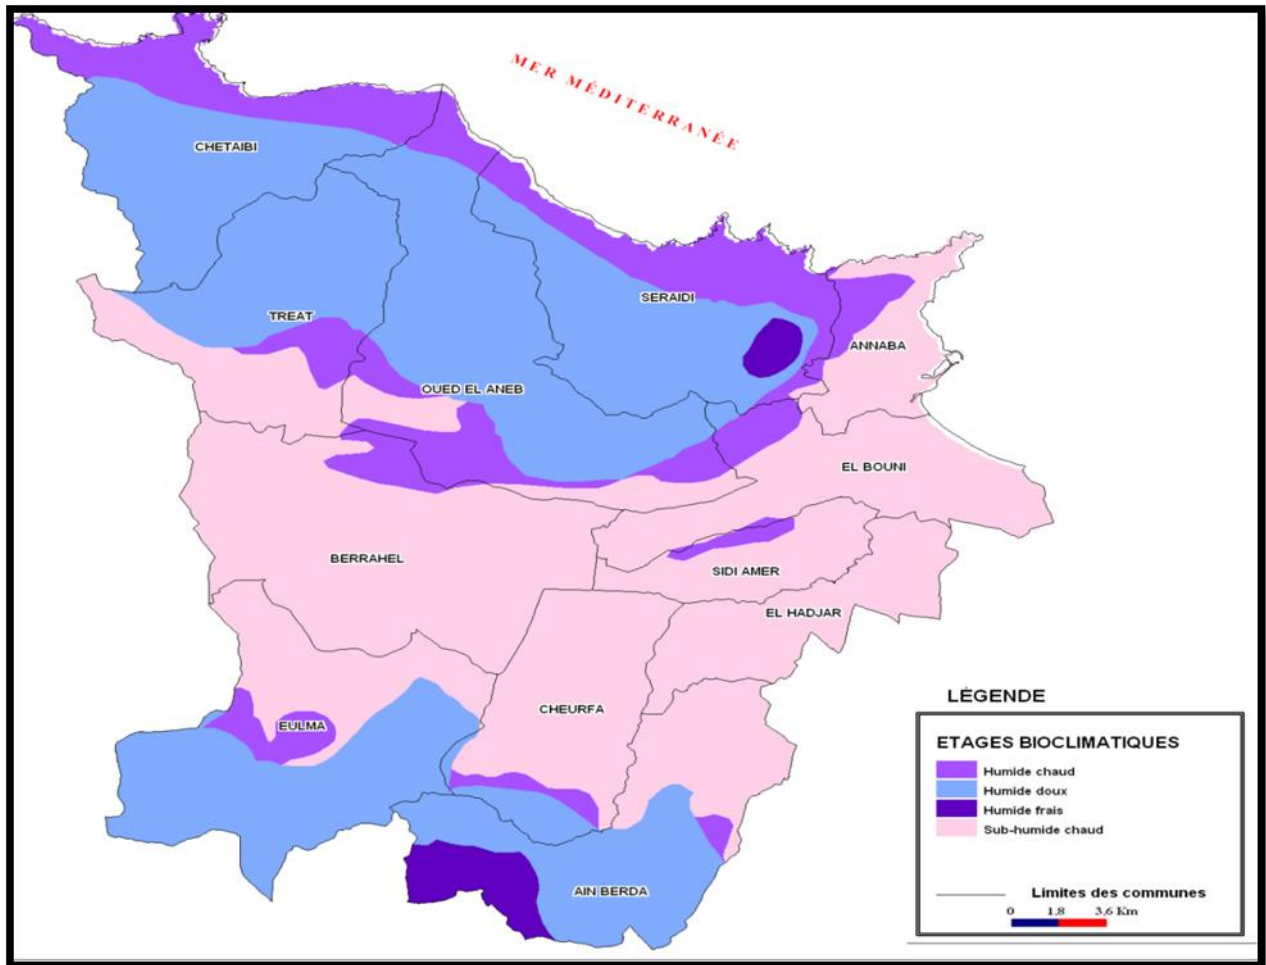 MER MÉDITERRANÉE
CHETAIBI
SERAIDI
TREAT
ANNABA
OUED EL ANEB
EL BOUNI
BERRAHEL
SIDI AMER
EL HADJAR
CHEURFA
EULMA
AIN BERDA
LÉGENDE
ETAGES BIOCLIMATIQUES
Humide chaud
Humide doux
Humide frais
Sub-humide chaud
Limites des communes
0 1,8 3,6 Km